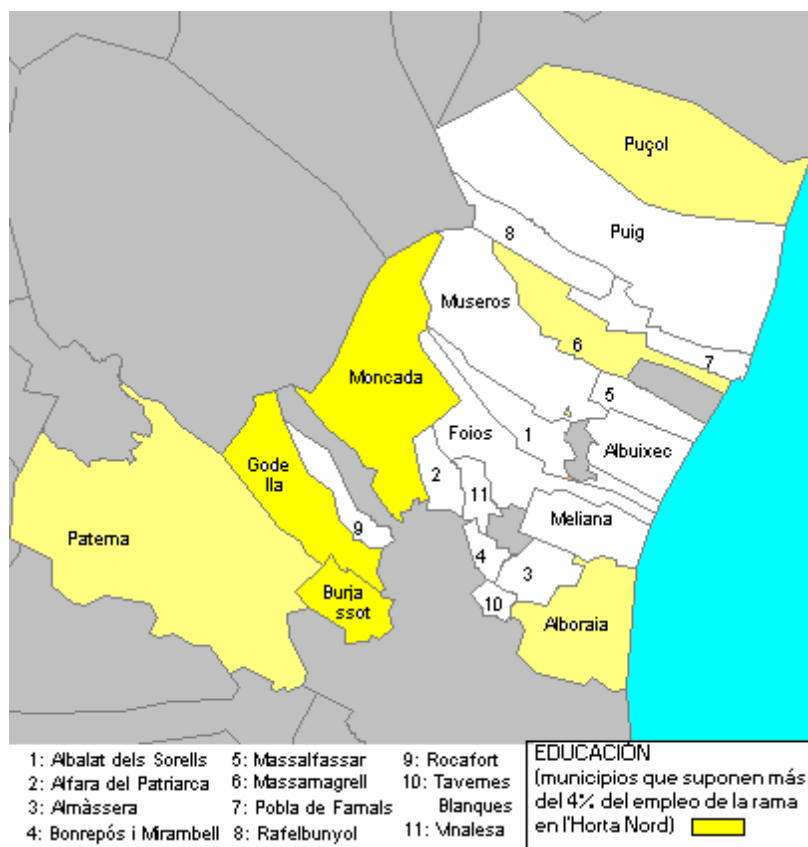 Puçol
Puig
8
Museros
6
7
Moncada
5
Foios
1
Albuixec
Gode
lla
2
11
9
Meliana
Paterna
4
3
Burja
ssot
10
Alboraia
4
1: Albalat dels Sorells
2: Alfara del Patriarca
3: Almàssera
4: Bonrepós i Mirambell
5: Massalfassar
6: Massamagrell
7: Pobla de Farnals
8: Rafelbunyol
9: Rocafort
10: Tavernes
Blanques
11: Vinalesa
EDUCACIÓN
(municipios que suponen más
del 4% del empleo de la rama
en l'Horta Nord)